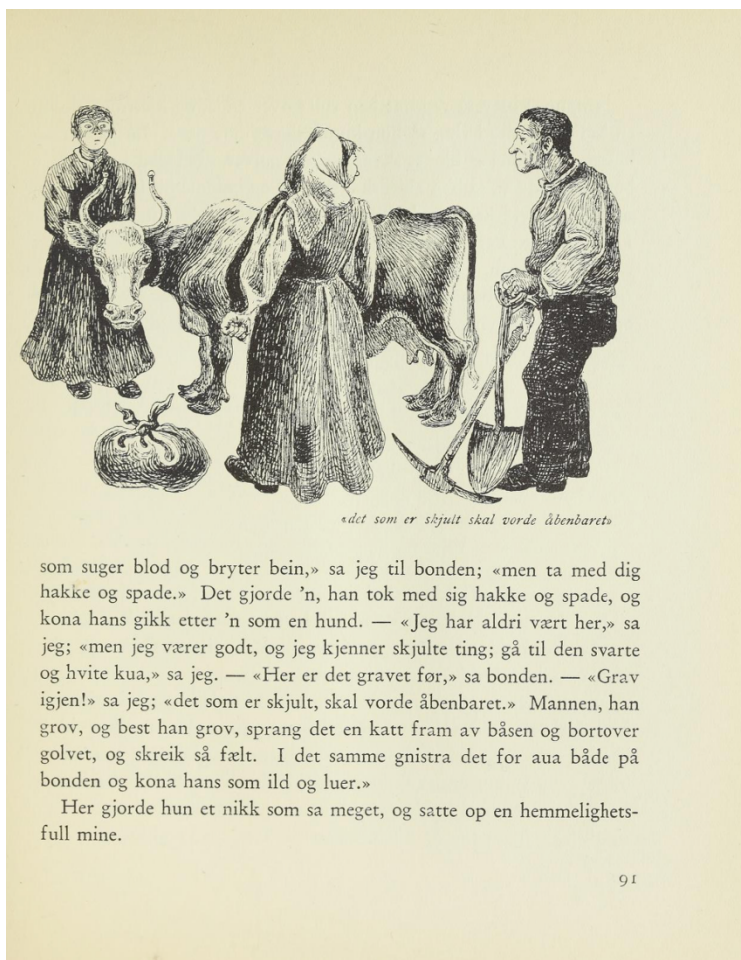 «det som er skjult skal vorde åbenbaret»
som suger blod og bryter bein,» sa jeg til bonden; «men ta med dig
hakke og spade.» Det gjorde ’n, han tok med sig hakke og spade, og
kona hans gikk etter ’n som en hund. — «Jeg har aldri vært her,» sa
jeg; «men jeg værer godt, og jeg kjenner skjulte ting; gå til den svarte
og hvite kua,» sa jeg. — «Her er det gravet før,» sa bonden. — «Grav
igjen!» sa jeg; «det som er skjult, skal vorde åbenbaret.» Mannen, han
grov, og best han grov, sprang det en katt fram av båsen og bortover
golvet, og skreik så fælt. I det samme gnistra det for aua både på
bonden og kona hans som ild og luer.»
Her gjorde hun et nikk som sa meget, og satte op en hemmelighets-
full mine.
91